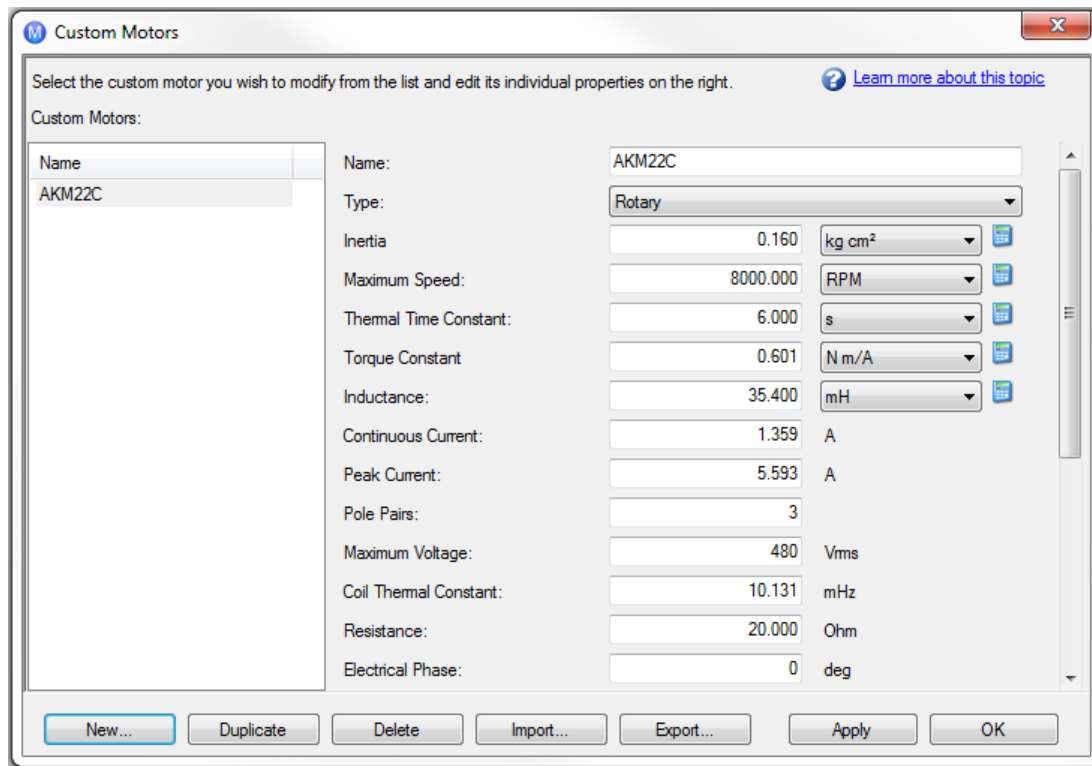 M Custom Motors
Select the custom motor you wish to modify from the list and edit its individual properties on the right. ? Learn more about this topic
Custom Motors:
Name
AKM22C
Name: AKM22C
Type: Rotary
Inertia 0.160 kg cm²
Maximum Speed: 8000.000 RPM
Thermal Time Constant: 6.000 s
Torque Constant 0.601 N m/A
Inductance: 35.400 mH
Continuous Current: 1.359 A
Peak Current: 5.593 A
Pole Pairs: 3
Maximum Voltage: 480 Vrms
Coil Thermal Constant: 10.131 mHz
Resistance: 20.000 Ohm
Electrical Phase: 0 deg
New... Duplicate Delete Import... Export... Apply OK